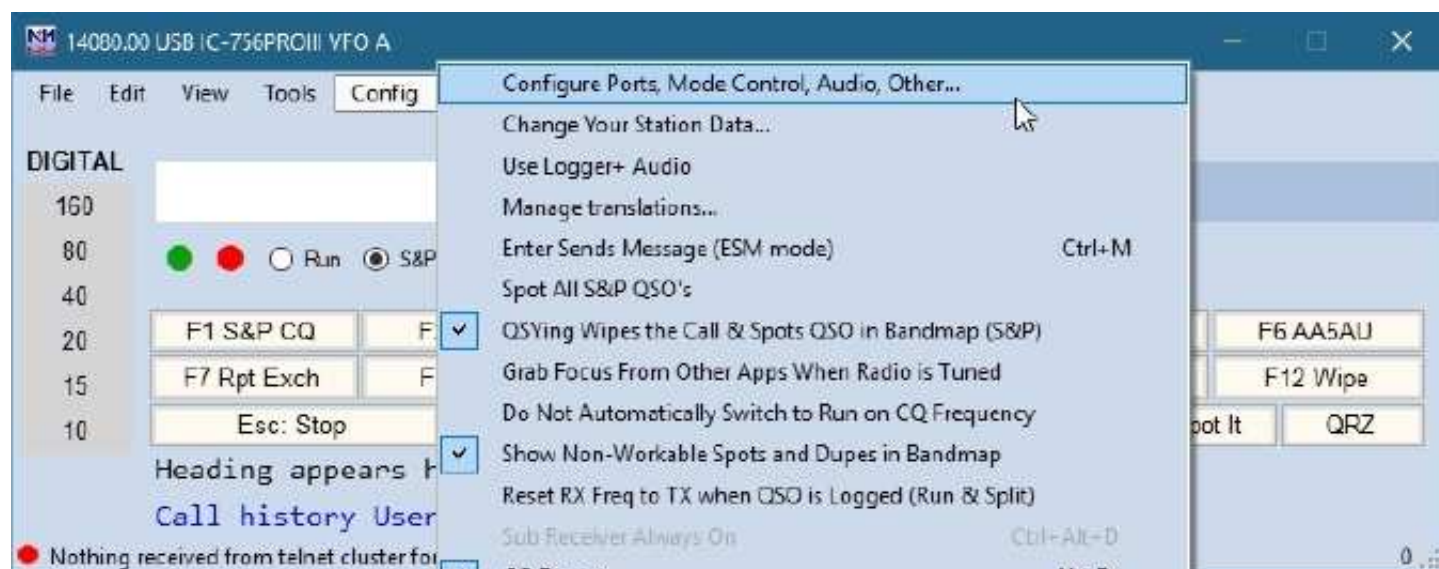 14080.00 USB IC-756PROIII VFO A
File Edit View Tools Config
Configure Ports, Mode Control, Audio, Other...
Change Your Station Data...
Use Logger+ Audio
Manage translations...
Enter Sends Message (ESM mode) Ctrl+M
Spot All S&P QSO's
QSYing Wipes the Call & Spots QSO in Bandmap (S&P)
Grab Focus From Other Apps When Radio is Tuned
Do Not Automatically Switch to Run on CQ Frequency
Show Non-Workable Spots and Dupes in Bandmap
Reset RX Freq to TX when QSO is Logged (Run & Split)
Sub Receiver Always On Ctrl+Alt+D
DIGITAL
160
80
40
20
15
10
Run S&P
F1 S&P CQ
F6 AA5AU
F7 Rpt Exch
F12 Wipe
Esc: Stop
It QRZ
Heading appears
Call history User
Nothing received from telnet cluster for
0